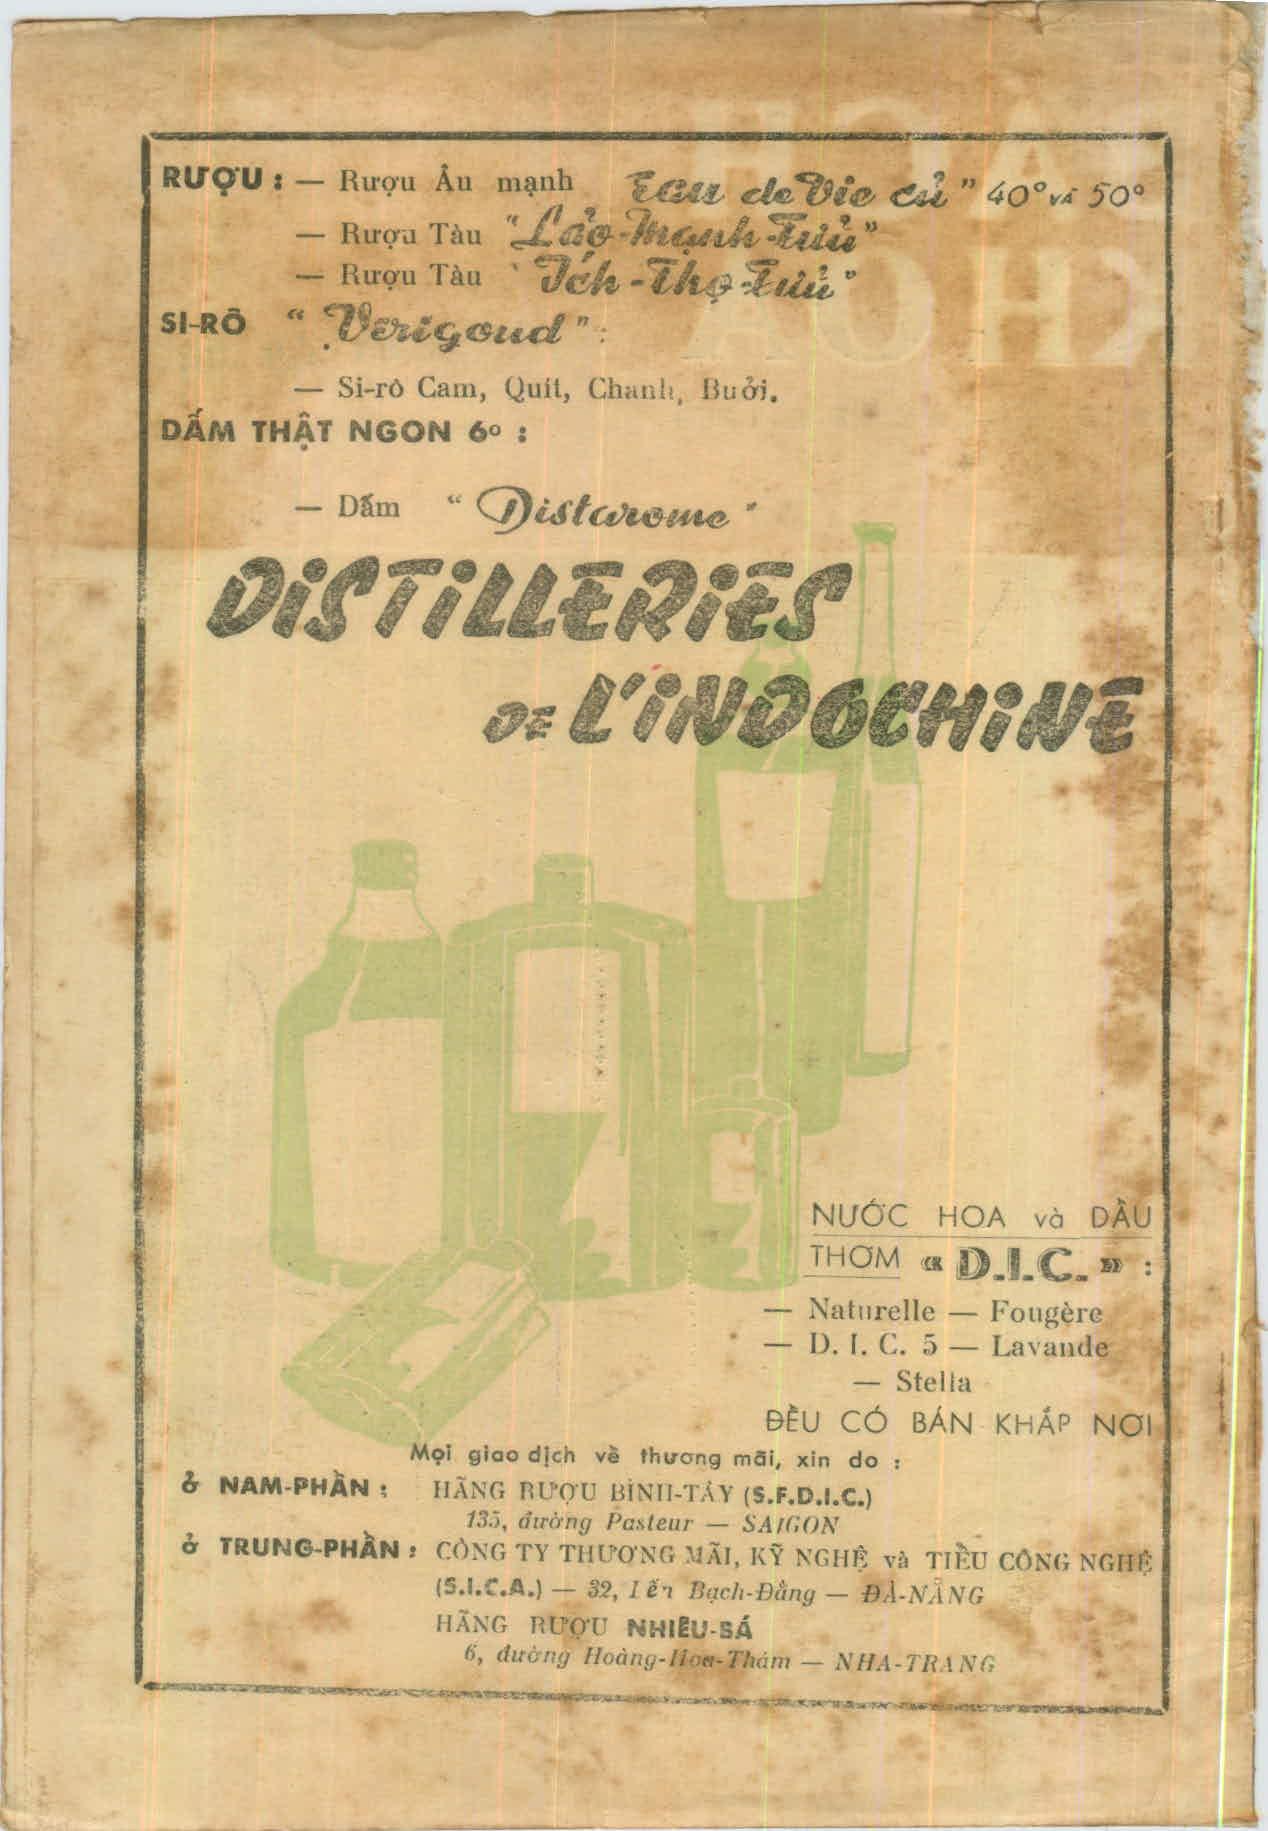 RƯỢU : — Rượu Âu mạnh Eau de Vie củ" 40° và 50°
— Rượu Tàu "Lảo-Mạnh-Tửu"
— Rượu Tàu "Ích-Thọ-Tửu"
SI-RÔ "Verigoud" :
— Si-rô Cam, Quít, Chanh, Bưởi.
DẤM THẬT NGON 6º :
— Dấm "Distarome"
DiSTiLLERiES
DE L'iNDOCHiNE
NƯỚC HOA và DẦU
THƠM « D.I.C. » :
— Naturelle — Fougère
— D. I. C. 5 — Lavande
— Stella
ĐỀU CÓ BÁN KHẮP NƠI
Mọi giao dịch về thương mãi, xin do :
ở NAM-PHẦN : HÃNG RƯỢU BÌNH-TÂY (S.F.D.I.C.)
135, đường Pasteur — SAIGON
ở TRUNG-PHẦN : CÔNG TY THƯƠNG MÃI, KỸ NGHỆ và TIỀU CÔNG NGHỆ
(S.I.C.A.) — 32, Bến Bạch-Đằng — ĐÀ-NẴNG
HÃNG RƯỢU NHIÊU-SÁ
6, đường Hoàng-Hoa-Thám — NHA-TRANG